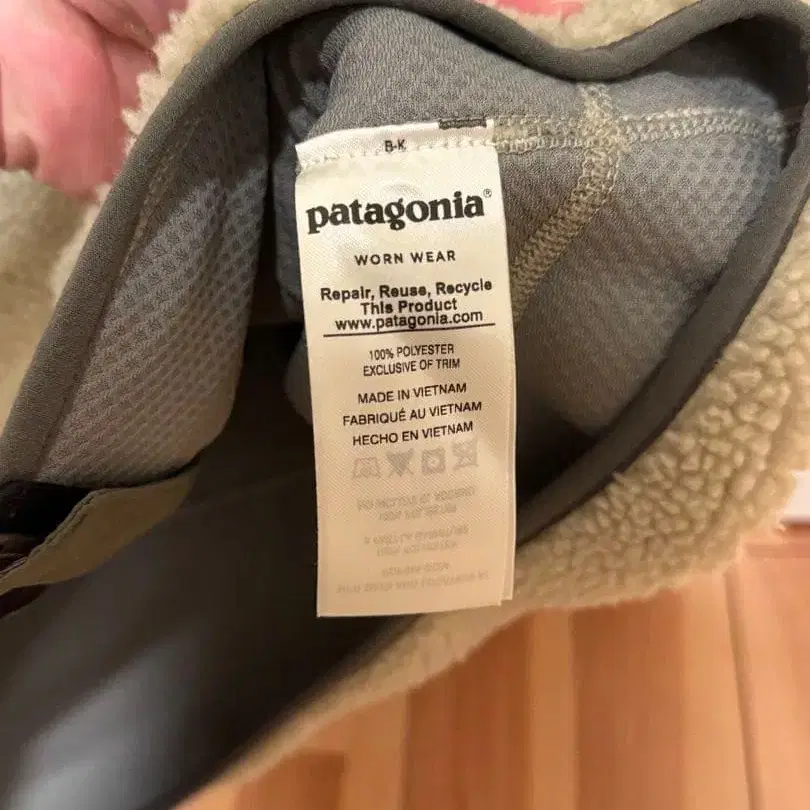 B-K
patagonia®
WORN WEAR
Repair, Reuse, Recycle
This Product
www.patagonia.com
100% POLYESTER
EXCLUSIVE OF TRIM
MADE IN VIETNAM
FABRIQUÉ AU VIETNAM
HECHO EN VIETNAM